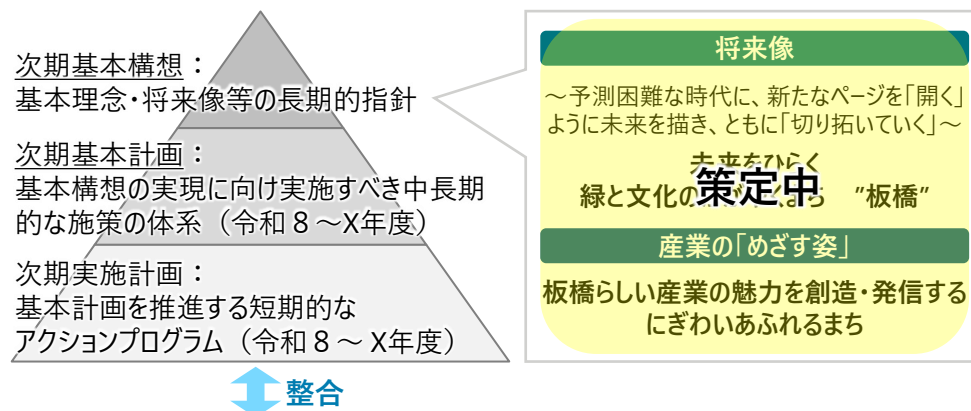 次期基本構想：
基本理念・将来像等の長期的指針
次期基本計画：
基本構想の実現に向け実施すべき中長期
的な施策の体系（令和８～X年度）
次期実施計画：
基本計画を推進する短期的な
アクションプログラム（令和８～X年度）
整合
将来像
～予測困難な時代に、新たなページを「開く」
ように未来を描き、ともに「切り拓いていく」～
未来をひらく
緑と文化の
まち　”板橋”
策定中
産業の「めざす姿」
板橋らしい産業の魅力を創造・発信する
にぎわいあふれるまち